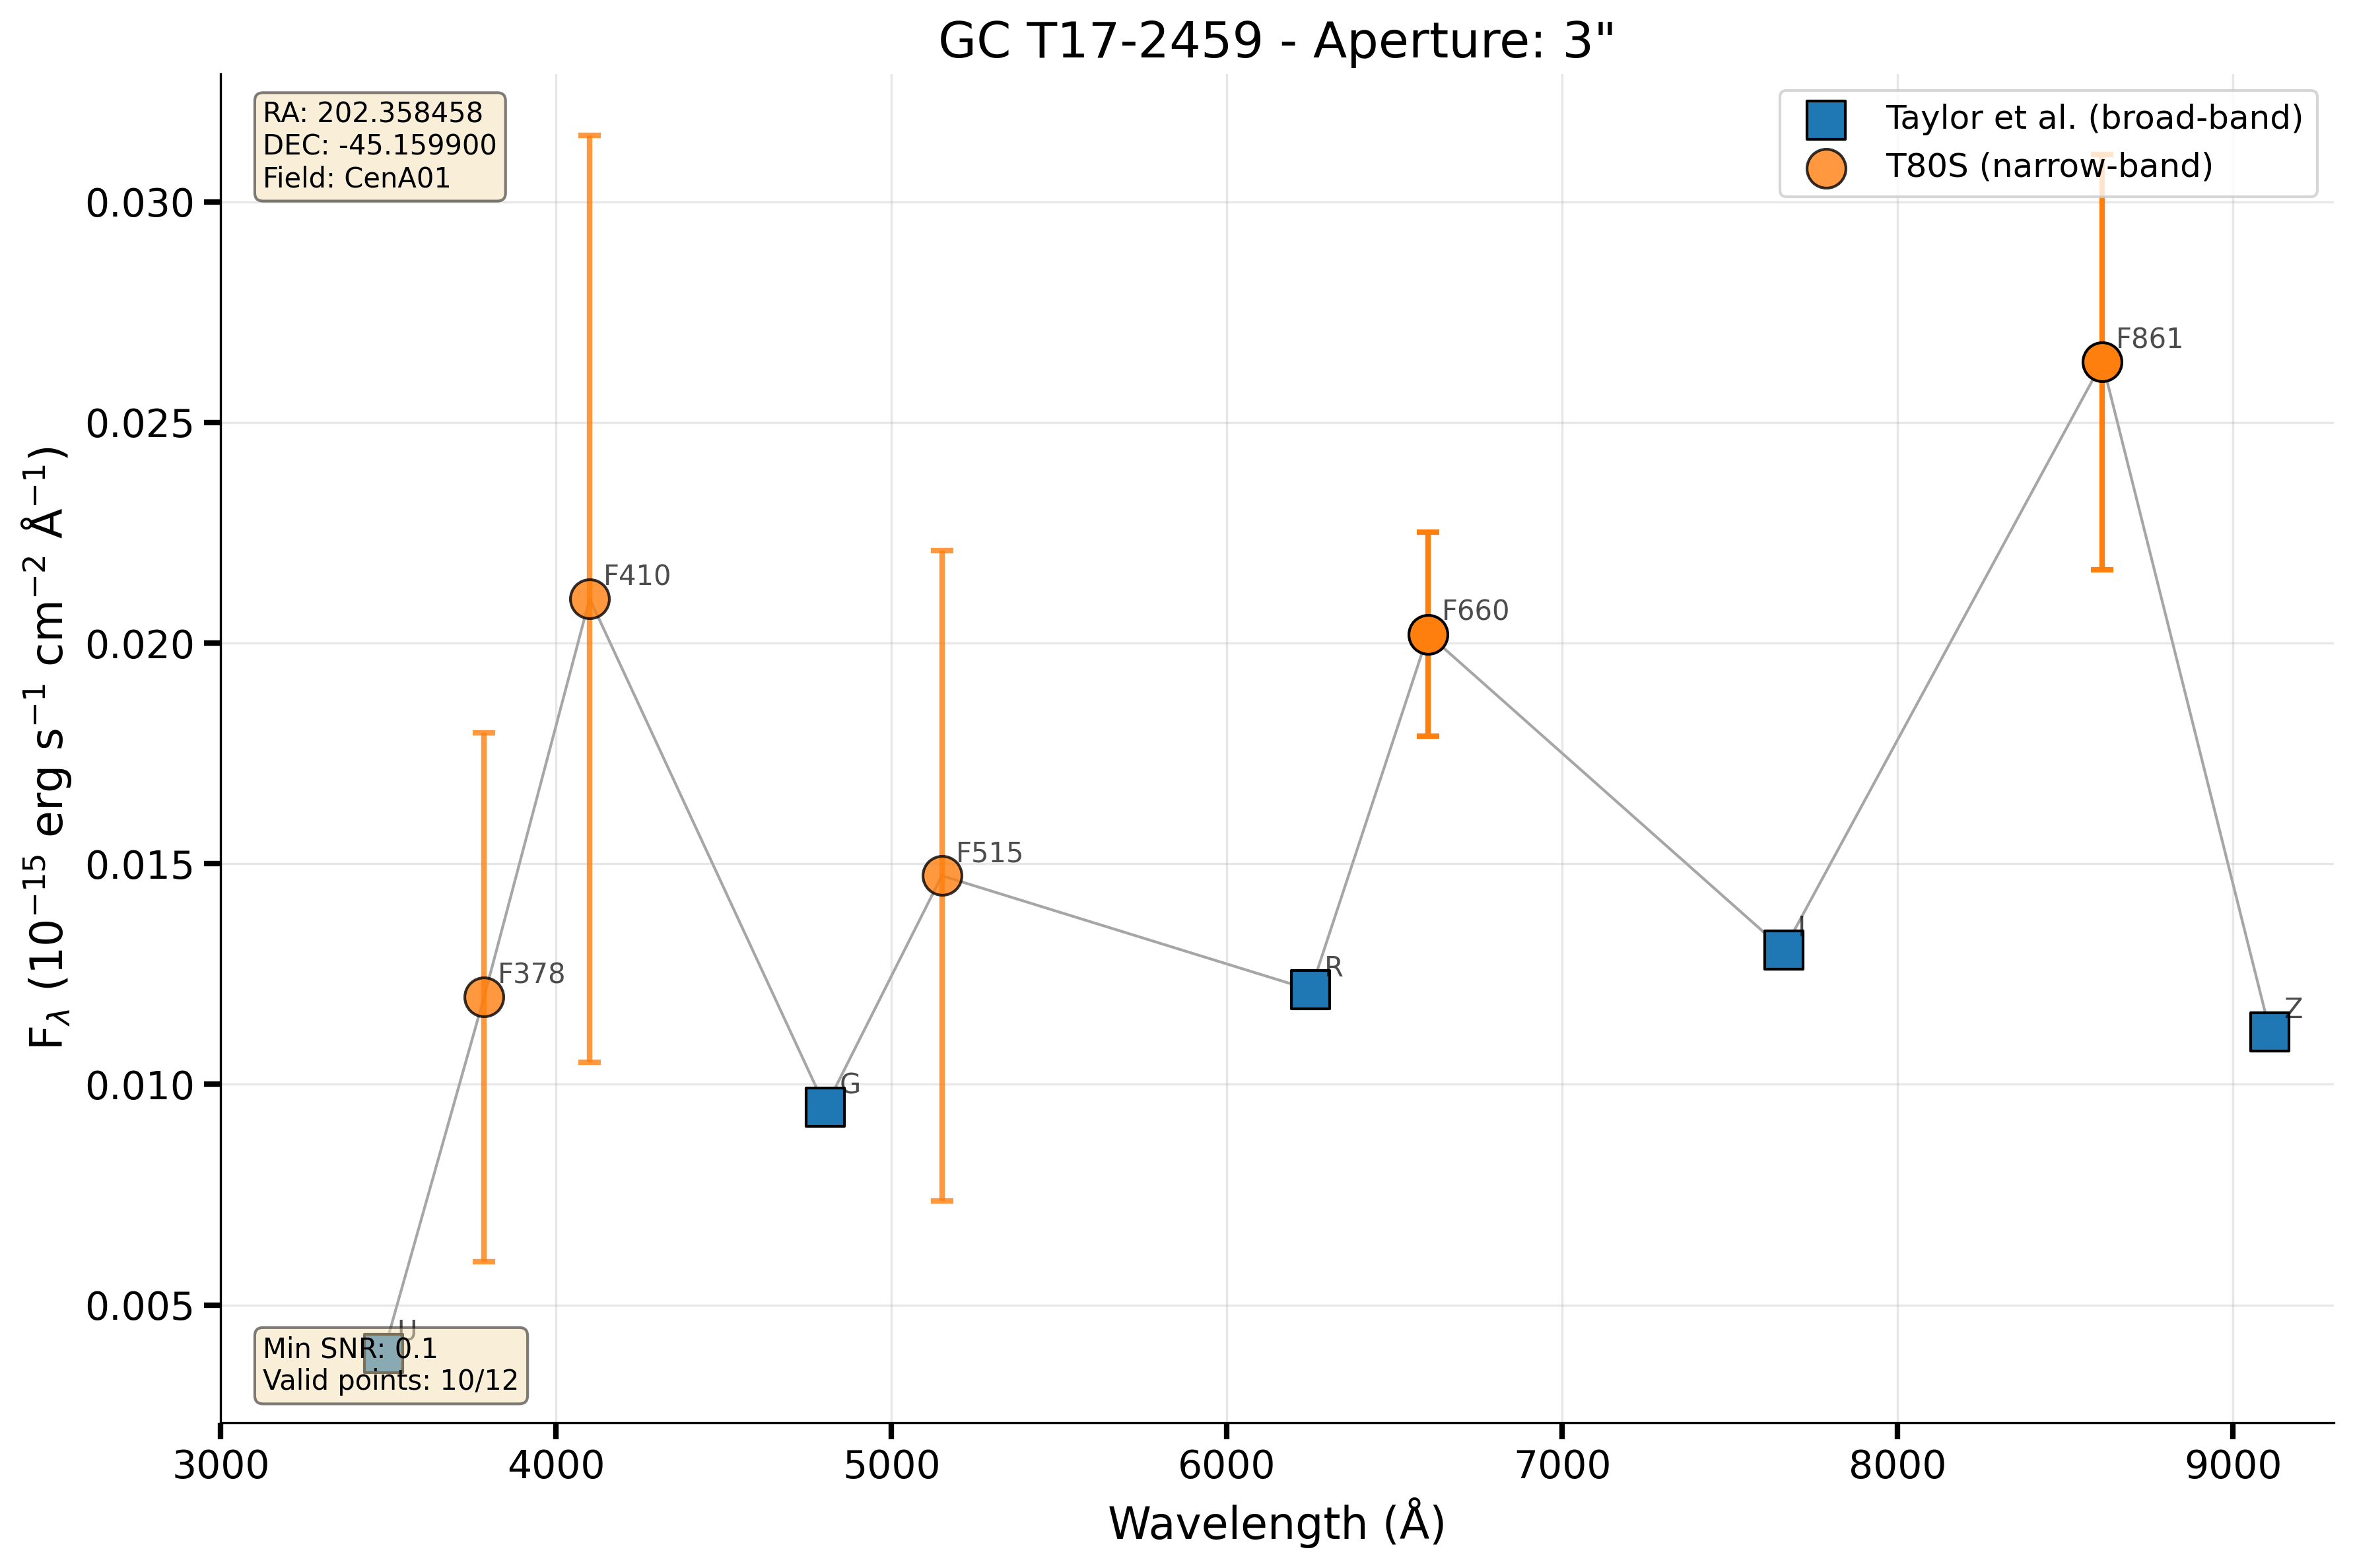 GC T17-2459 - Aperture: 3"
RA: 202.358458
DEC: -45.159900
Field: CenA01
Taylor et al. (broad-band)
T80S (narrow-band)
F861
F410
F660
F515
F378
R
I
G
Z
U
Min SNR: 0.1
Valid points: 10/12
0.030
0.025
0.020
0.015
0.010
0.005
F_λ (10⁻¹⁵ erg s⁻¹ cm⁻² Å⁻¹)
3000 4000 5000 6000 7000 8000 9000
Wavelength (Å)